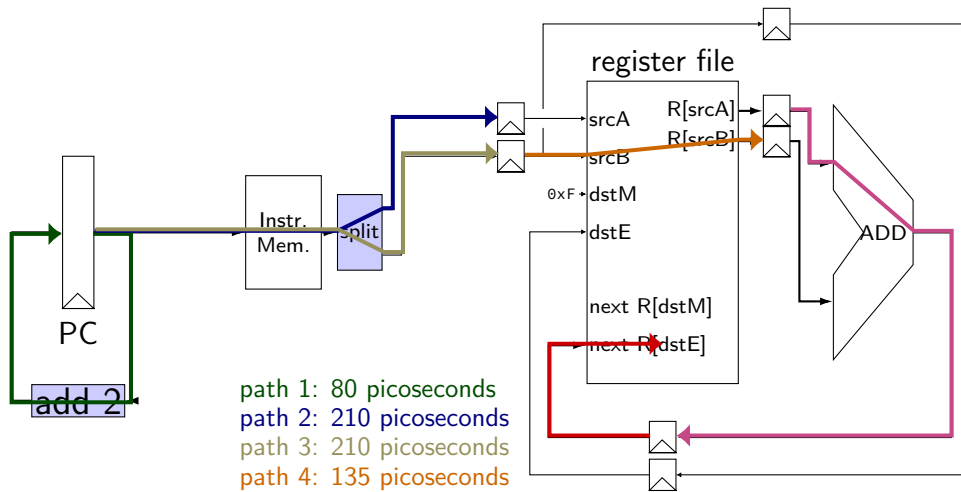 register file
srcA
srcB
dstM
dstE
next R[dstM]
next R[dstE]
R[srcA]
R[srcB]
0xF
ADD
Instr.
Mem.
split
PC
add 2
path 1: 80 picoseconds
path 2: 210 picoseconds
path 3: 210 picoseconds
path 4: 135 picoseconds